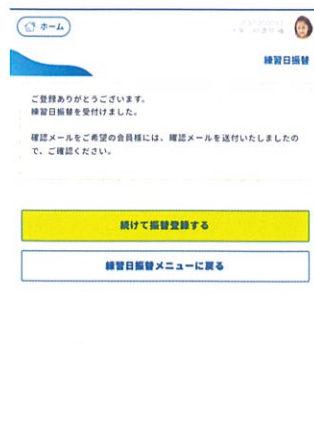 ホーム
練習日振替
ご登録ありがとうございます。
練習日振替を受付けました。
確認メールをご希望の会員様には、確認メールを送付いたしましたの
で、ご確認ください。
続けて振替登録する
練習日振替メニューに戻る